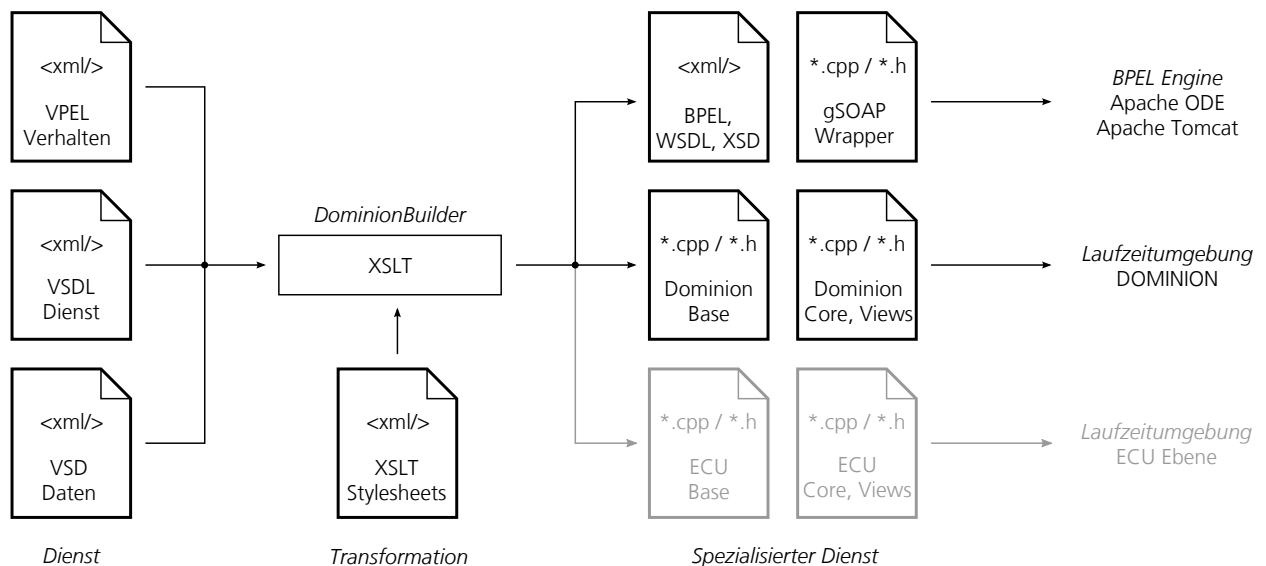 <xml/>
VPEL
Verhalten
<xml/>
VSDL
Dienst
<xml/>
VSD
Daten
Dienst
DominionBuilder
XSLT
<xml/>
XSLT
Stylesheets
Transformation
<xml/>
BPEL,
WSDL, XSD
*.cpp / *.h
gSOAP
Wrapper
BPEL Engine
Apache ODE
Apache Tomcat
*.cpp / *.h
Dominion
Base
*.cpp / *.h
Dominion
Core, Views
Laufzeitumgebung
DOMINION
*.cpp / *.h
ECU
Base
*.cpp / *.h
ECU
Core, Views
Laufzeitumgebung
ECU Ebene
Spezialisierter Dienst